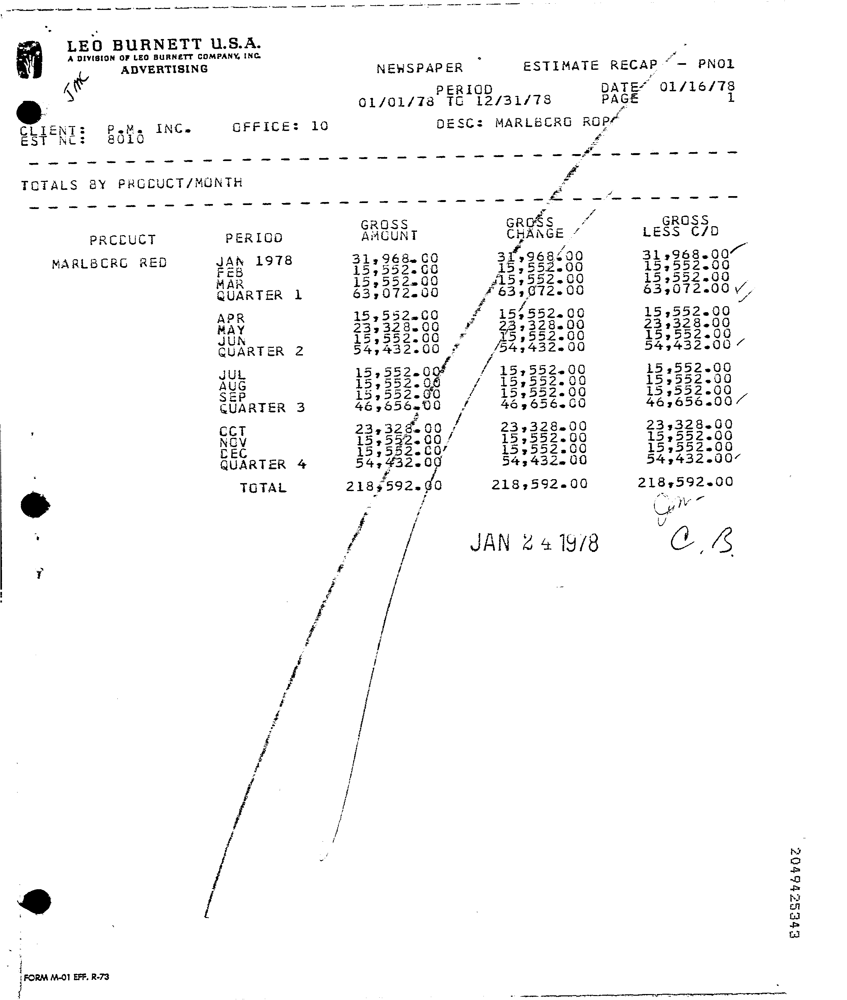 LEO BURNETT U.S.A.
A DIVISION OF LEO BURNETT COMPANY, INC.
ADVERTISING
JMC
NEWSPAPER ESTIMATE RECAP - PN01
PERIOD DATE 01/16/78
01/01/78 TO 12/31/78 PAGE 1
CLIENT: P.M. INC. OFFICE: 10 DESC: MARLBORO ROP
EST NO: 8010
TOTALS BY PRODUCT/MONTH
GROSS GROSS GROSS
PRODUCT PERIOD AMOUNT CHANGE LESS C/D
MARLBORO RED JAN 1978 31,968.00 31,968.00 31,968.00
FEB 15,552.00 15,552.00 15,552.00
MAR 15,552.00 15,552.00 15,552.00
QUARTER 1 63,072.00 63,072.00 63,072.00
APR 15,552.00 15,552.00 15,552.00
MAY 23,328.00 23,328.00 23,328.00
JUN 15,552.00 15,552.00 15,552.00
QUARTER 2 54,432.00 54,432.00 54,432.00
JUL 15,552.00 15,552.00 15,552.00
AUG 15,552.00 15,552.00 15,552.00
SEP 15,552.00 15,552.00 15,552.00
QUARTER 3 46,656.00 46,656.00 46,656.00
OCT 23,328.00 23,328.00 23,328.00
NOV 15,552.00 15,552.00 15,552.00
DEC 15,552.00 15,552.00 15,552.00
QUARTER 4 54,432.00 54,432.00 54,432.00
TOTAL 218,592.00 218,592.00 218,592.00
JAN 24 1978 C.B.
2049425343
FORM M-01 EFF. R-73